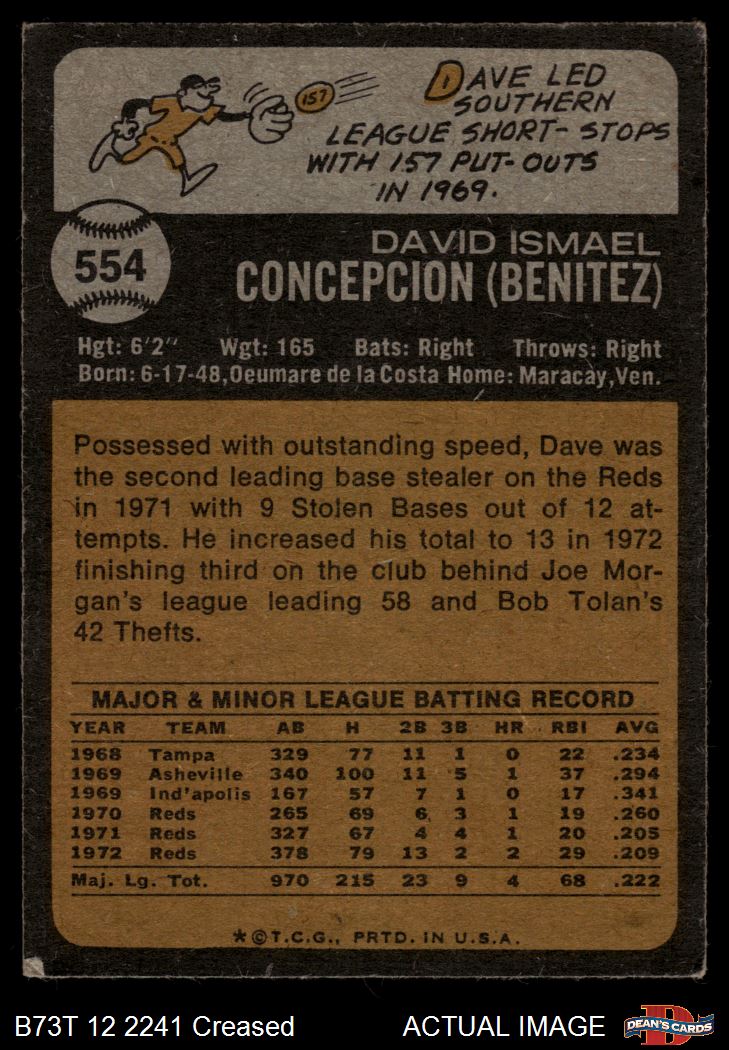 157
DAVE LED
SOUTHERN
LEAGUE SHORT-STOPS
WITH 157 PUT-OUTS
IN 1969.
554
DAVID ISMAEL
CONCEPCION (BENITEZ)
Hgt: 6'2" Wgt: 165 Bats: Right Throws: Right
Born: 6-17-48, Oeumare de la Costa Home: Maracay, Ven.
Possessed with outstanding speed, Dave was
the second leading base stealer on the Reds
in 1971 with 9 Stolen Bases out of 12 at-
tempts. He increased his total to 13 in 1972
finishing third on the club behind Joe Mor-
gan's league leading 58 and Bob Tolan's
42 Thefts.
MAJOR & MINOR LEAGUE BATTING RECORD
YEAR TEAM AB H 2B 3B HR RBI AVG
1968 Tampa 329 77 11 1 0 22 .234
1969 Asheville 340 100 11 5 1 37 .294
1969 Ind'apolis 167 57 7 1 0 17 .341
1970 Reds 265 69 6 3 1 19 .260
1971 Reds 327 67 4 4 1 20 .205
1972 Reds 378 79 13 2 2 29 .209
Maj. Lg. Tot. 970 215 23 9 4 68 .222
*©T.C.G., PRTD. IN U.S.A.
B73T 12 2241 Creased ACTUAL IMAGE
D
DEAN'S CARDS